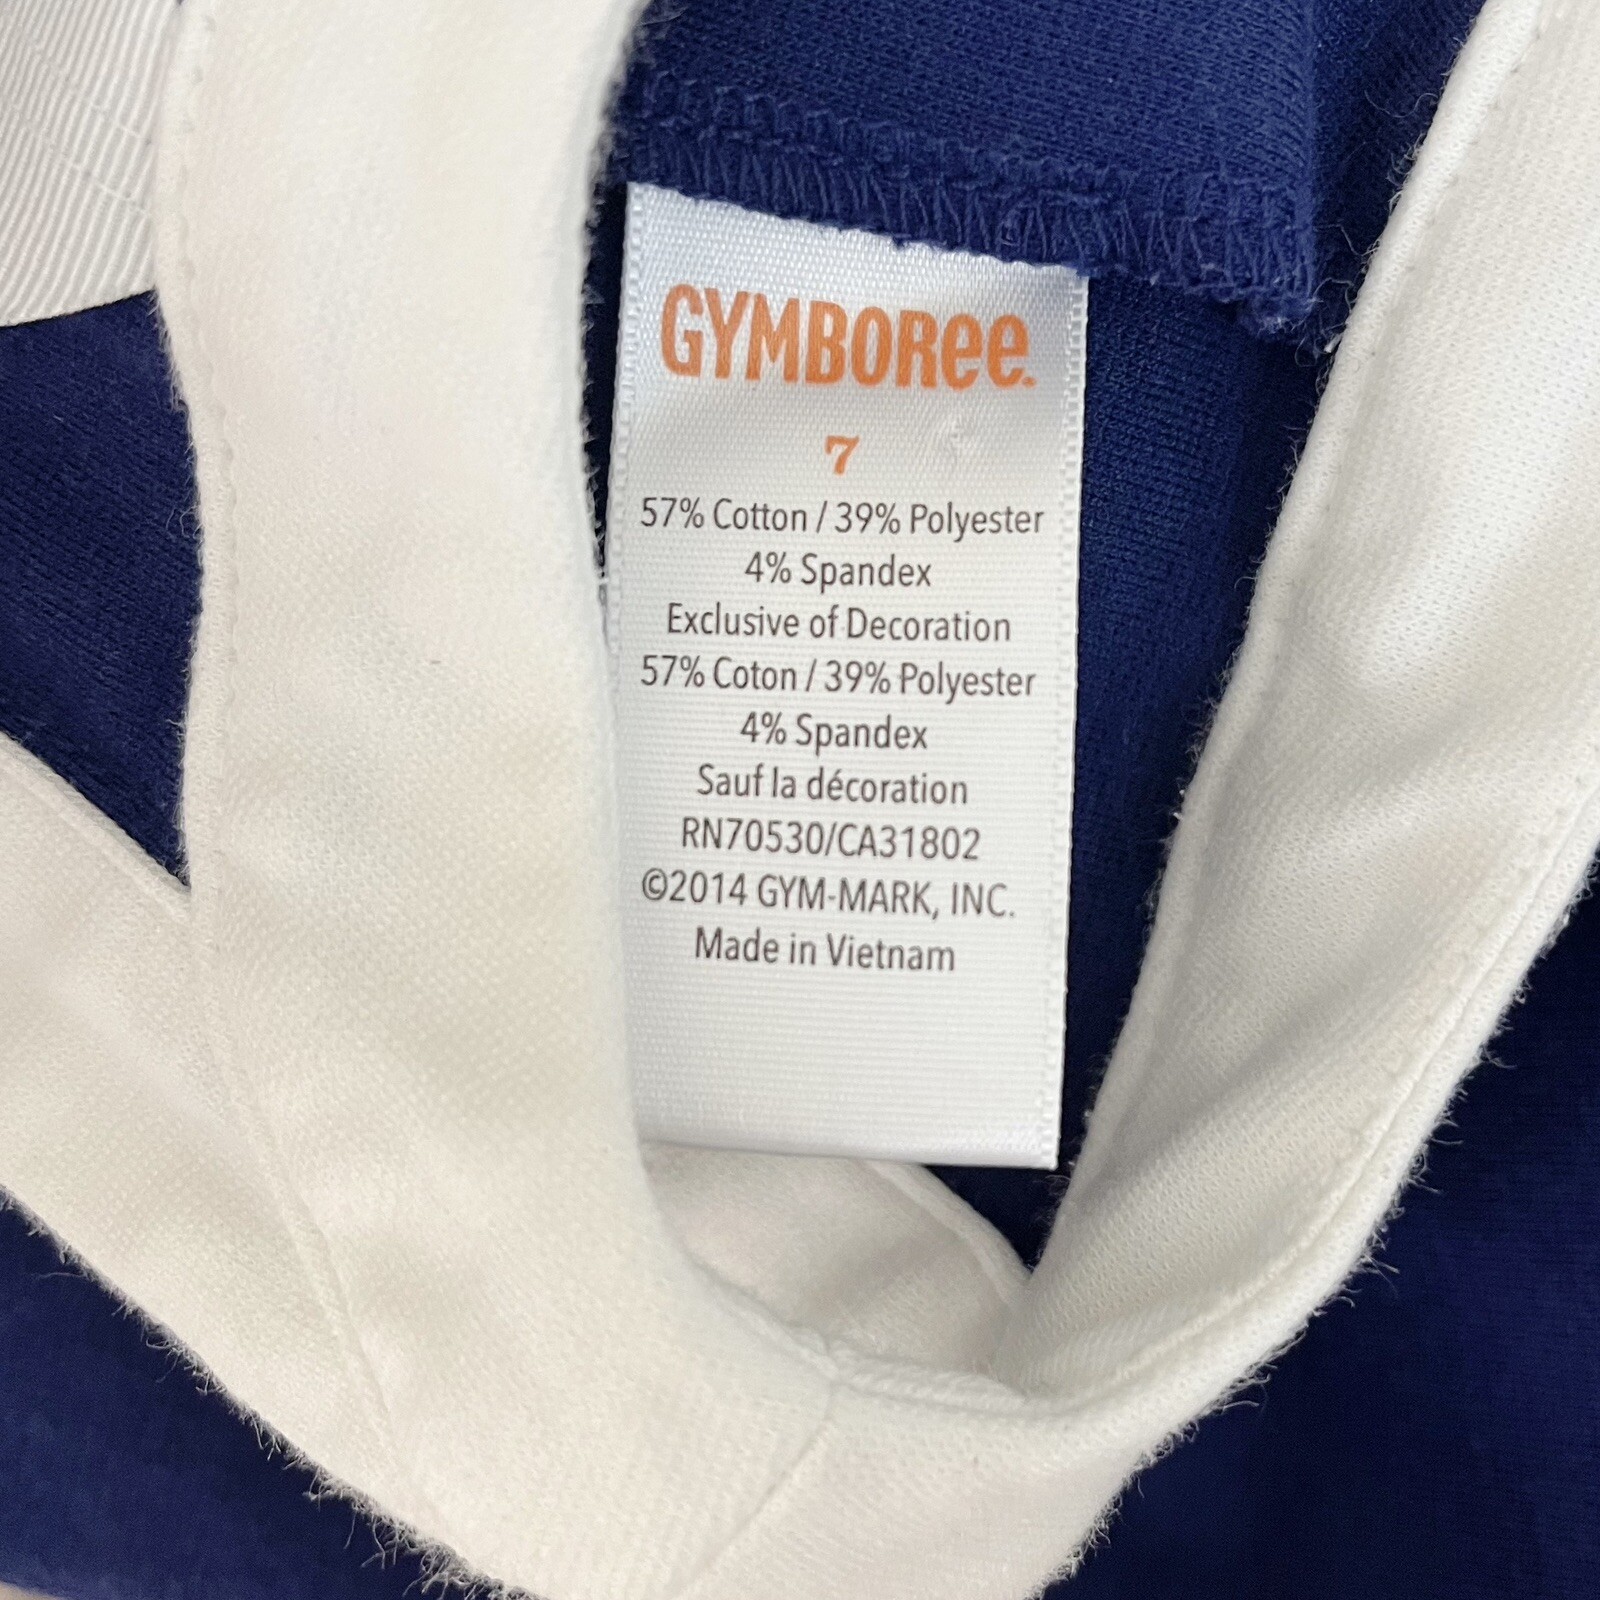 GYMBOREE.
7
57% Cotton / 39% Polyester
4% Spandex
Exclusive of Decoration
57% Coton / 39% Polyester
4% Spandex
Sauf la décoration
RN70530/CA31802
©2014 GYM-MARK, INC.
Made in Vietnam